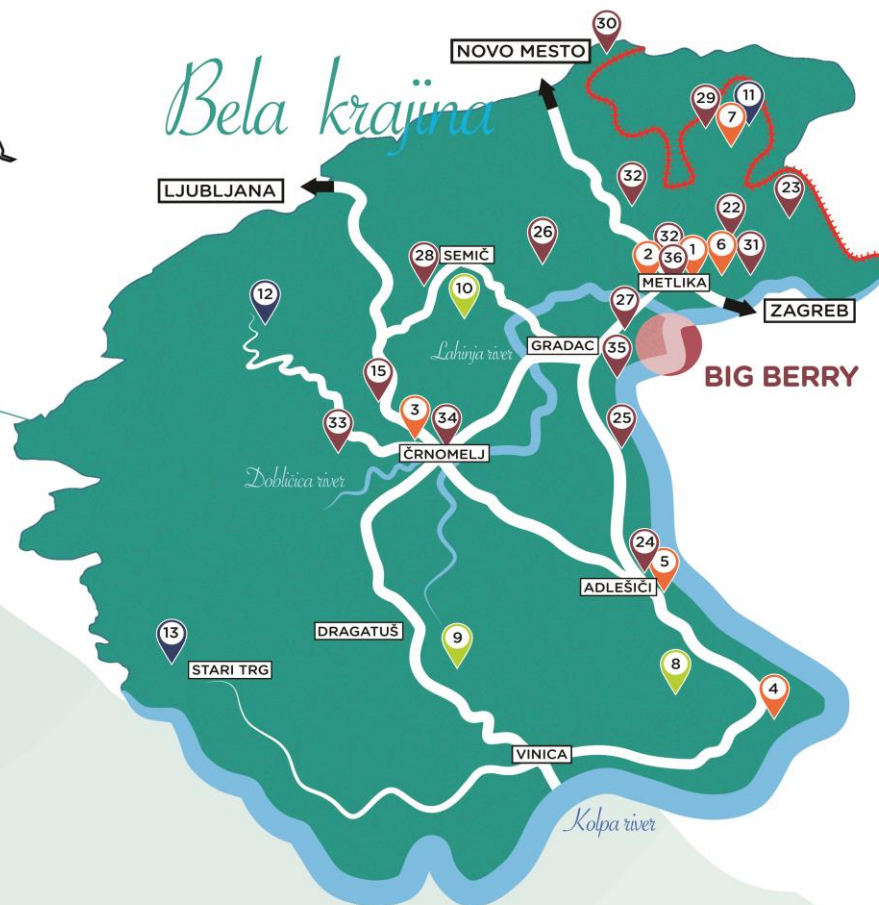 30
NOVO MESTO
Bela krajina
29
11
7
LJUBLJANA
32
23
22
26
28
SEMIČ
32
2
1
6
31
36
METLIKA
12
10
27
ZAGREB
Lahinja river
GRADAC
35
BIG BERRY
15
3
34
33
25
ČRNOMELJ
Dobličica river
24
5
ADLEŠIČI
13
DRAGATUŠ
9
STARI TRG
8
4
VINICA
Kolpa river